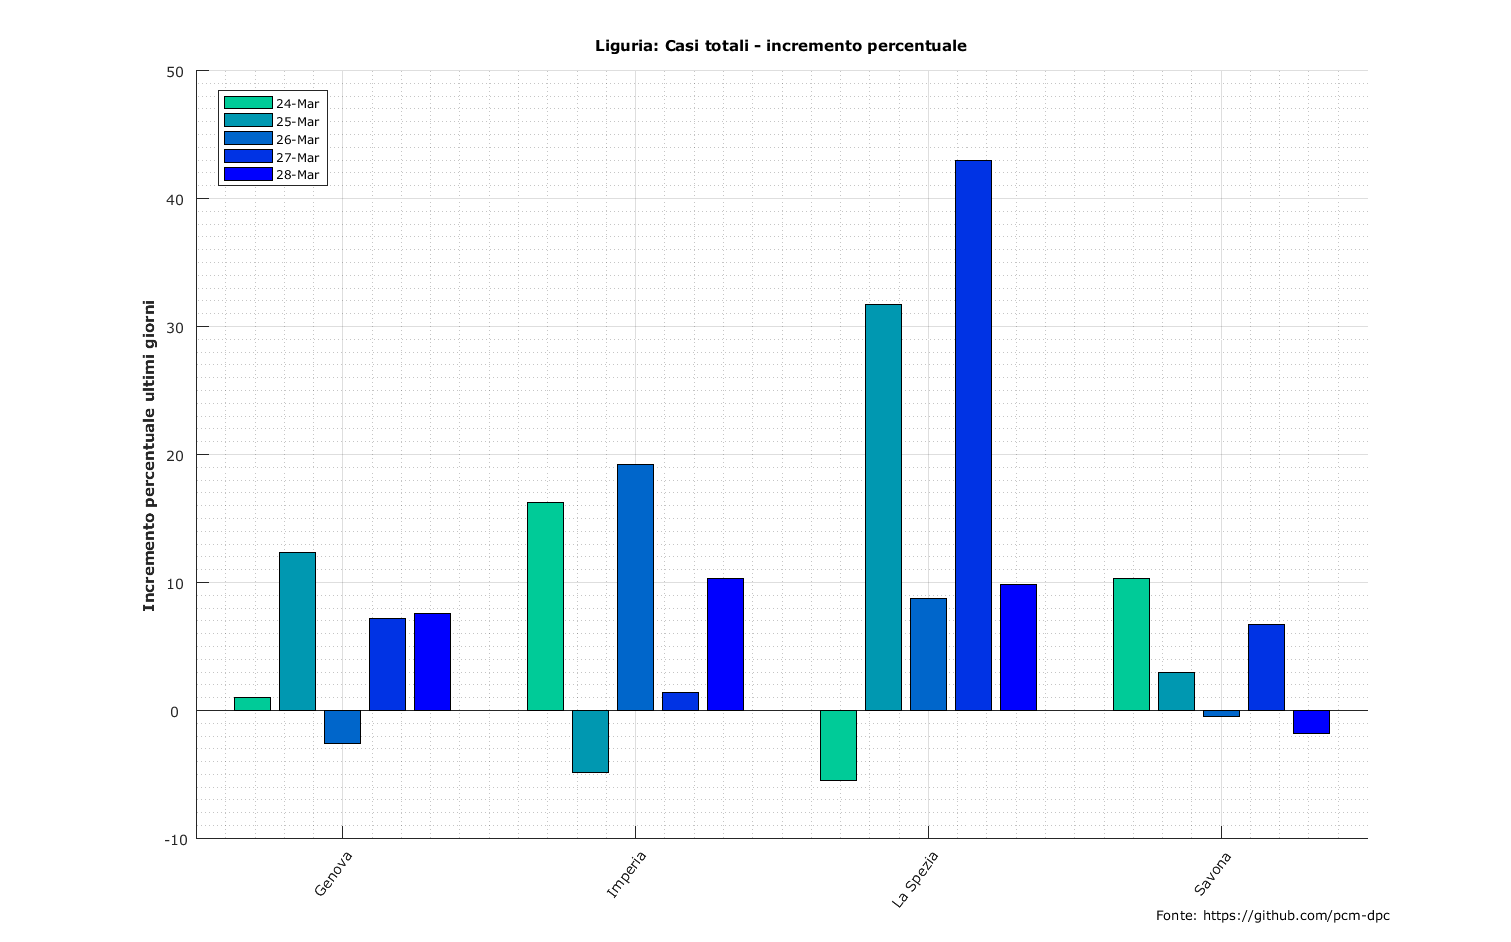 Liguria: Casi totali - incremento percentuale
50
40
30
20
10
0
-10
Incremento percentuale ultimi giorni
24-Mar
25-Mar
26-Mar
27-Mar
28-Mar
Genova
Imperia
La Spezia
Savona
Fonte: https://github.com/pcm-dpc